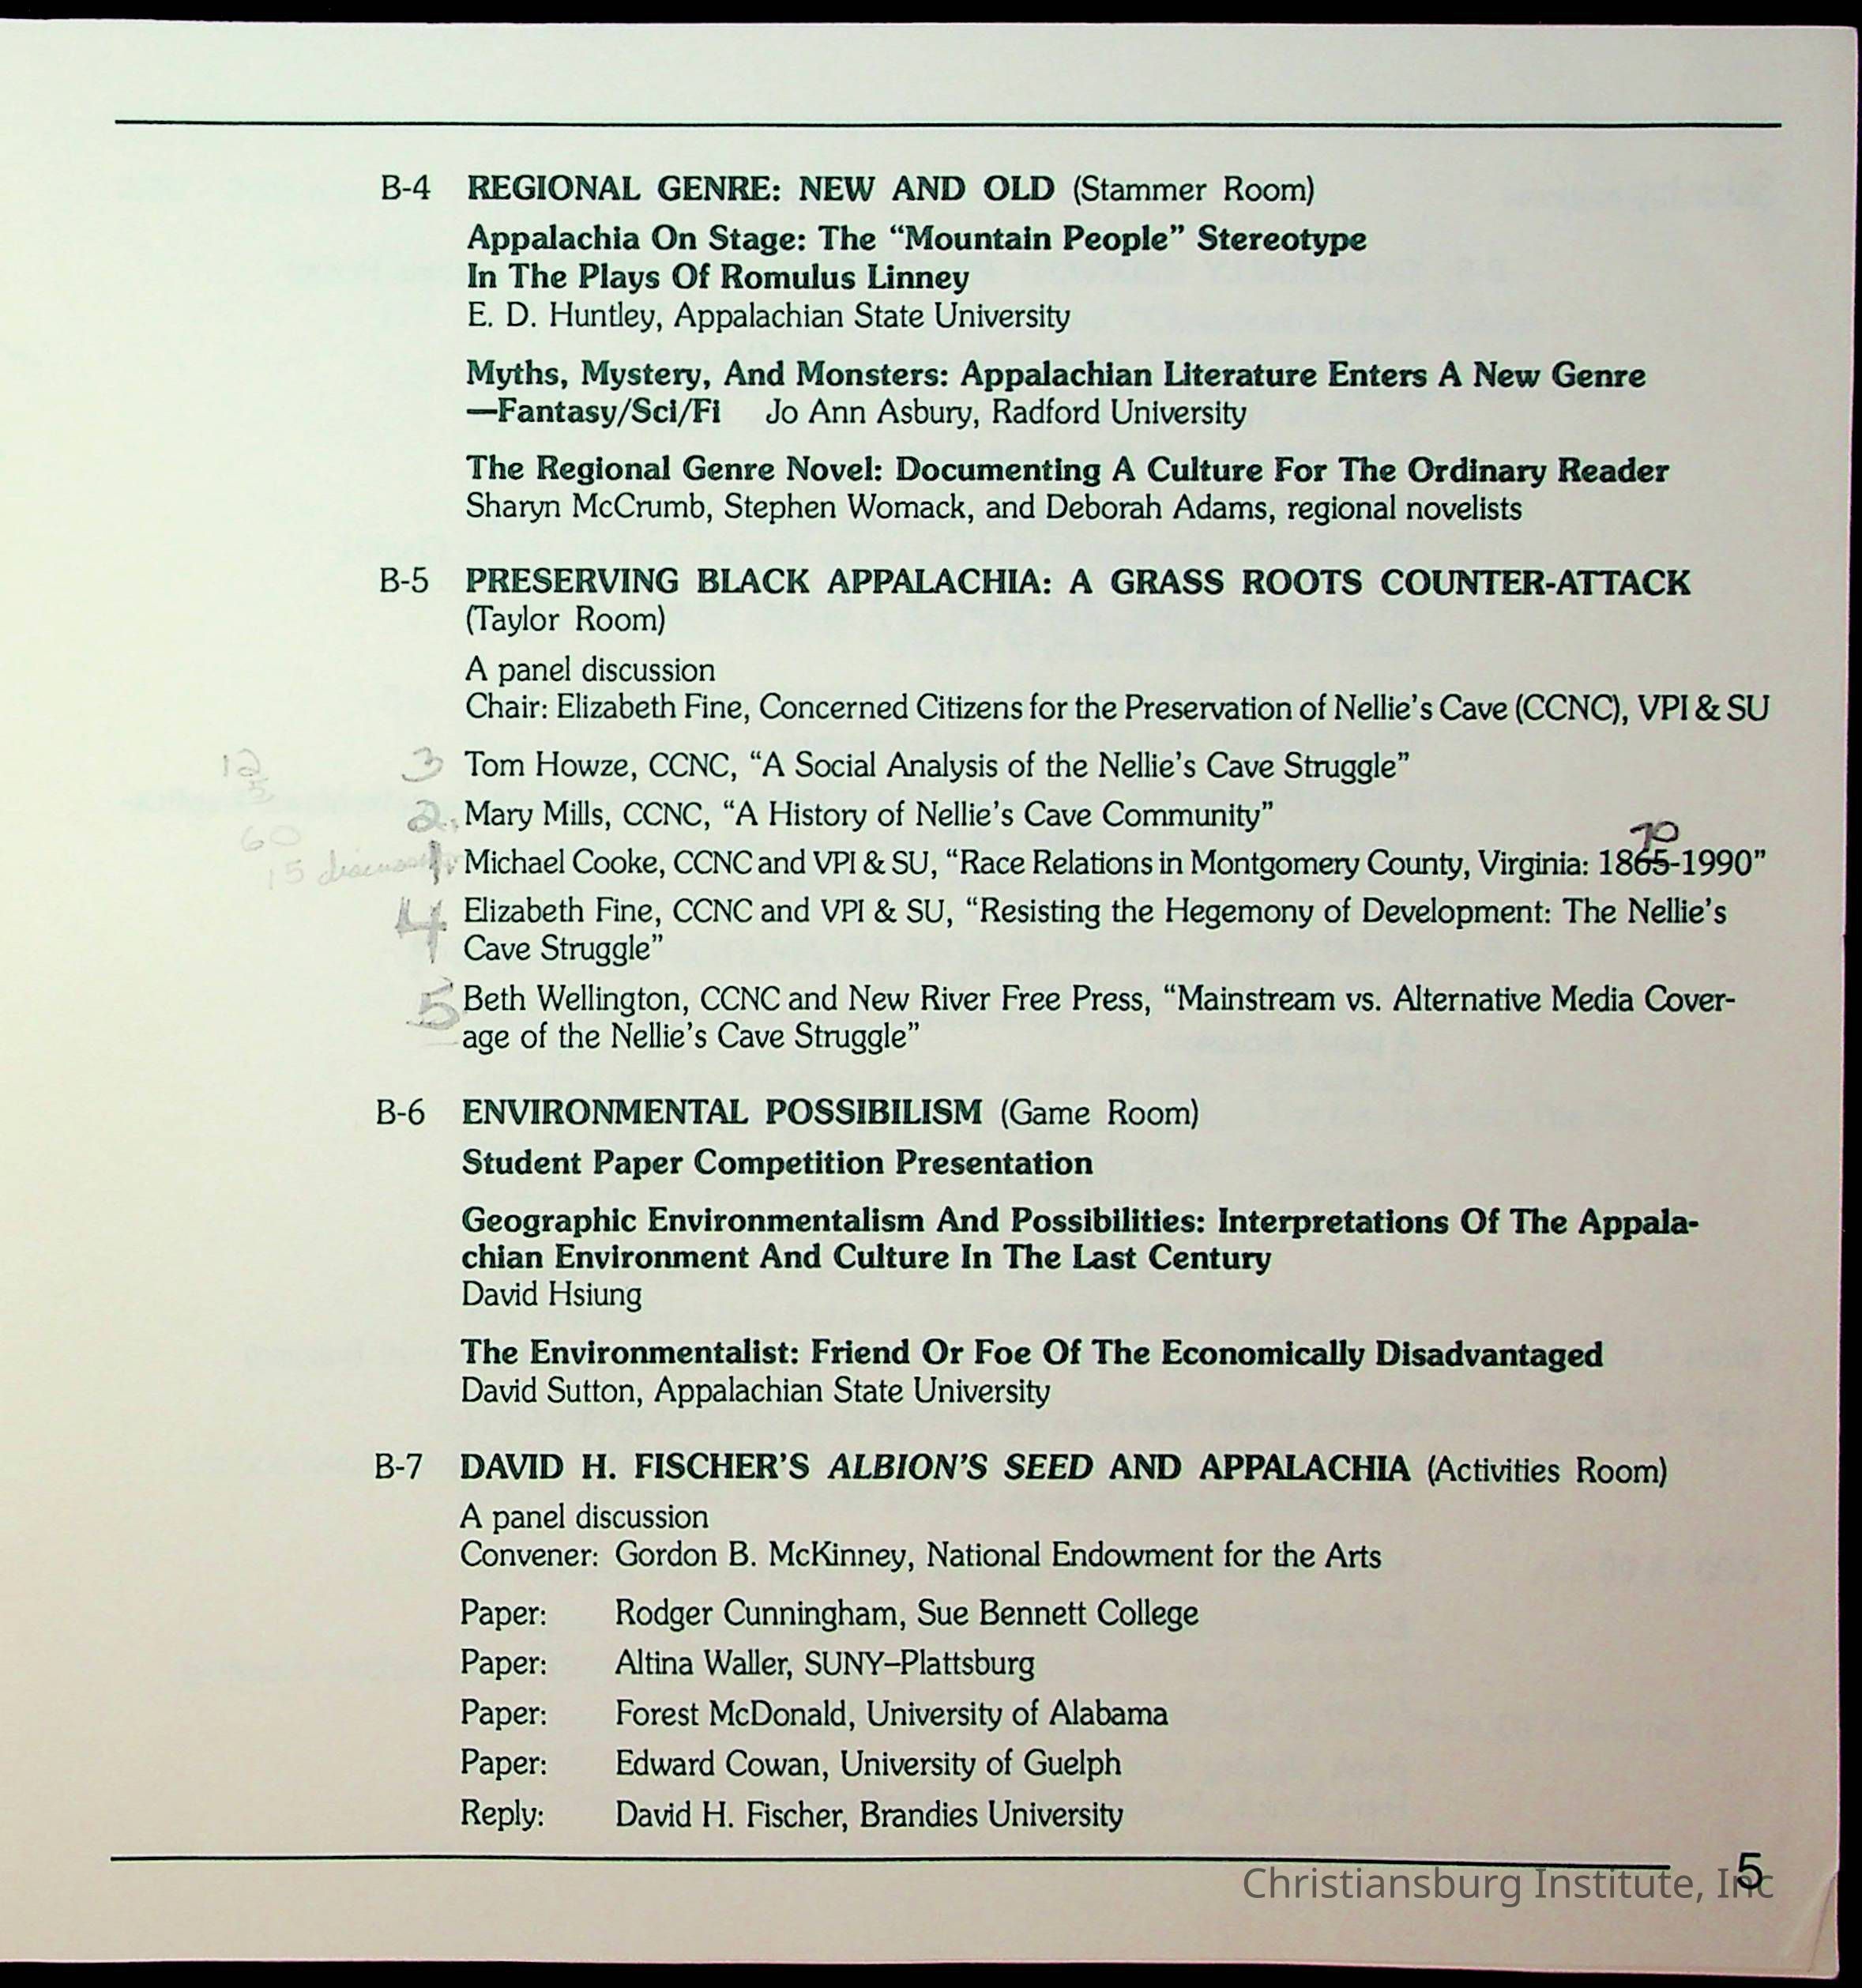 B-4 REGIONAL GENRE: NEW AND OLD (Stammer Room)
Appalachia On Stage: The “Mountain People” Stereotype
In The Plays Of Romulus Linney
E. D. Huntley, Appalachian State University
Myths, Mystery, And Monsters: Appalachian Literature Enters A New Genre
—Fantasy/Sci/Fi Jo Ann Asbury, Radford University
The Regional Genre Novel: Documenting A Culture For The Ordinary Reader
Sharyn McCrumb, Stephen Womack, and Deborah Adams, regional novelists
B-5 PRESERVING BLACK APPALACHIA: A GRASS ROOTS COUNTER-ATTACK
(Taylor Room)
A panel discussion
Chair: Elizabeth Fine, Concerned Citizens for the Preservation of Nellie’s Cave (CCNC), VPI & SU
12
5
60
15 discussion
3 Tom Howze, CCNC, “A Social Analysis of the Nellie’s Cave Struggle”
2. Mary Mills, CCNC, “A History of Nellie’s Cave Community”
70
1 Michael Cooke, CCNC and VPI & SU, “Race Relations in Montgomery County, Virginia: 1865-1990”
4 Elizabeth Fine, CCNC and VPI & SU, “Resisting the Hegemony of Development: The Nellie’s
Cave Struggle”
5 Beth Wellington, CCNC and New River Free Press, “Mainstream vs. Alternative Media Cover-
age of the Nellie’s Cave Struggle”
B-6 ENVIRONMENTAL POSSIBILISM (Game Room)
Student Paper Competition Presentation
Geographic Environmentalism And Possibilities: Interpretations Of The Appala-
chian Environment And Culture In The Last Century
David Hsiung
The Environmentalist: Friend Or Foe Of The Economically Disadvantaged
David Sutton, Appalachian State University
B-7 DAVID H. FISCHER’S ALBION’S SEED AND APPALACHIA (Activities Room)
A panel discussion
Convener: Gordon B. McKinney, National Endowment for the Arts
Paper: Rodger Cunningham, Sue Bennett College
Paper: Altina Waller, SUNY–Plattsburg
Paper: Forest McDonald, University of Alabama
Paper: Edward Cowan, University of Guelph
Reply: David H. Fischer, Brandies University
5
Christiansburg Institute, Inc